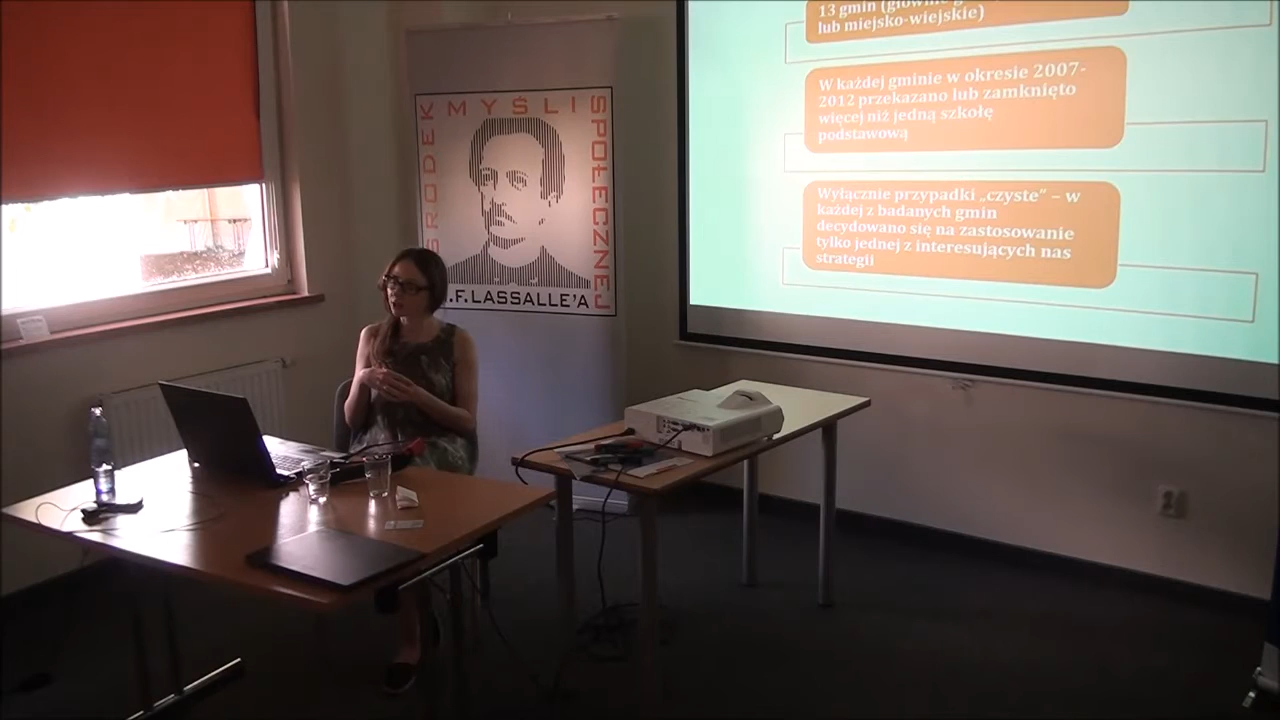 OŚRODEK MYŚLI SPOŁECZNEJ
.F.LASSALLE'A
13 gmin
lub miejsko-wiejskie)
W każdej gminie w okresie 2007-
2012 przekazano lub zamknięto
więcej niż jedną szkołę
podstawową
Wyłącznie przypadki „czyste" – w
każdej z badanych gmin
decydowano się na zastosowanie
tylko jednej z interesujących nas
strategii